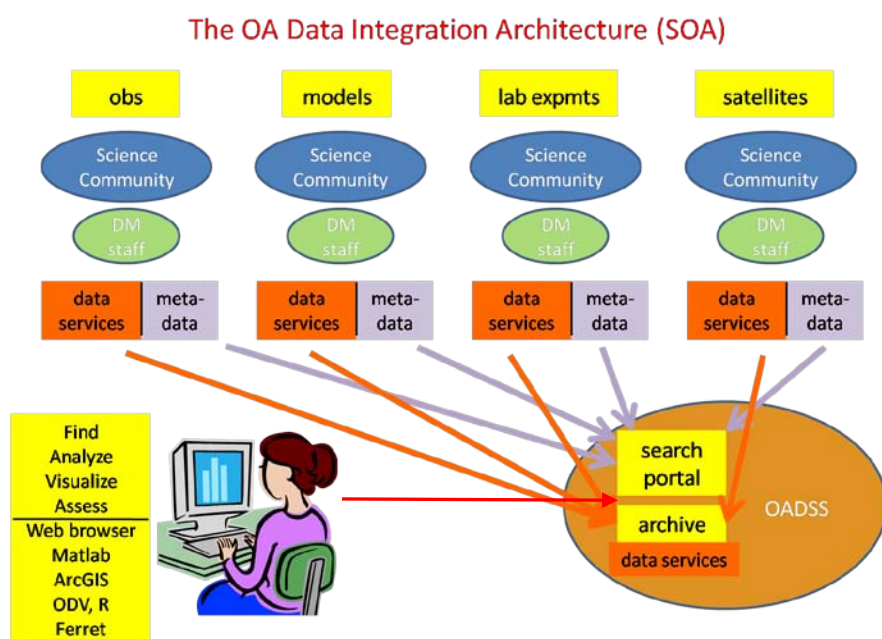 The OA Data Integration Architecture (SOA)
obs
models
lab expmts
satellites
Science
Community
Science
Community
Science
Community
Science
Community
DM
staff
DM
staff
DM
staff
DM
staff
data
services
meta-
data
data
services
meta-
data
data
services
meta-
data
data
services
meta-
data
Find
Analyze
Visualize
Assess
Web browser
Matlab
ArcGIS
ODV, R
Ferret
search
portal
archive
data services
OADSS